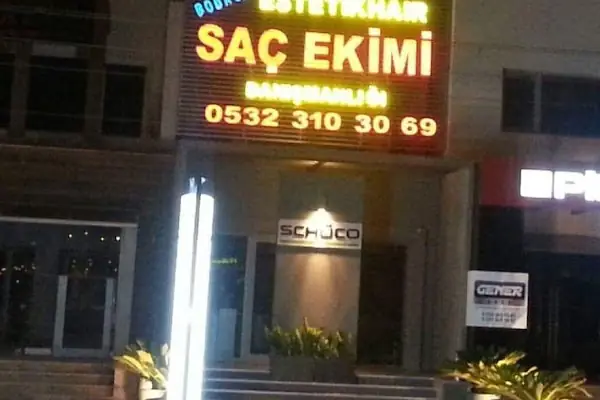 ESTETIKHAIR
SAÇ EKİMİ
DANIŞMANLIĞI
0532 310 30 69
SCHÜCO
GENER